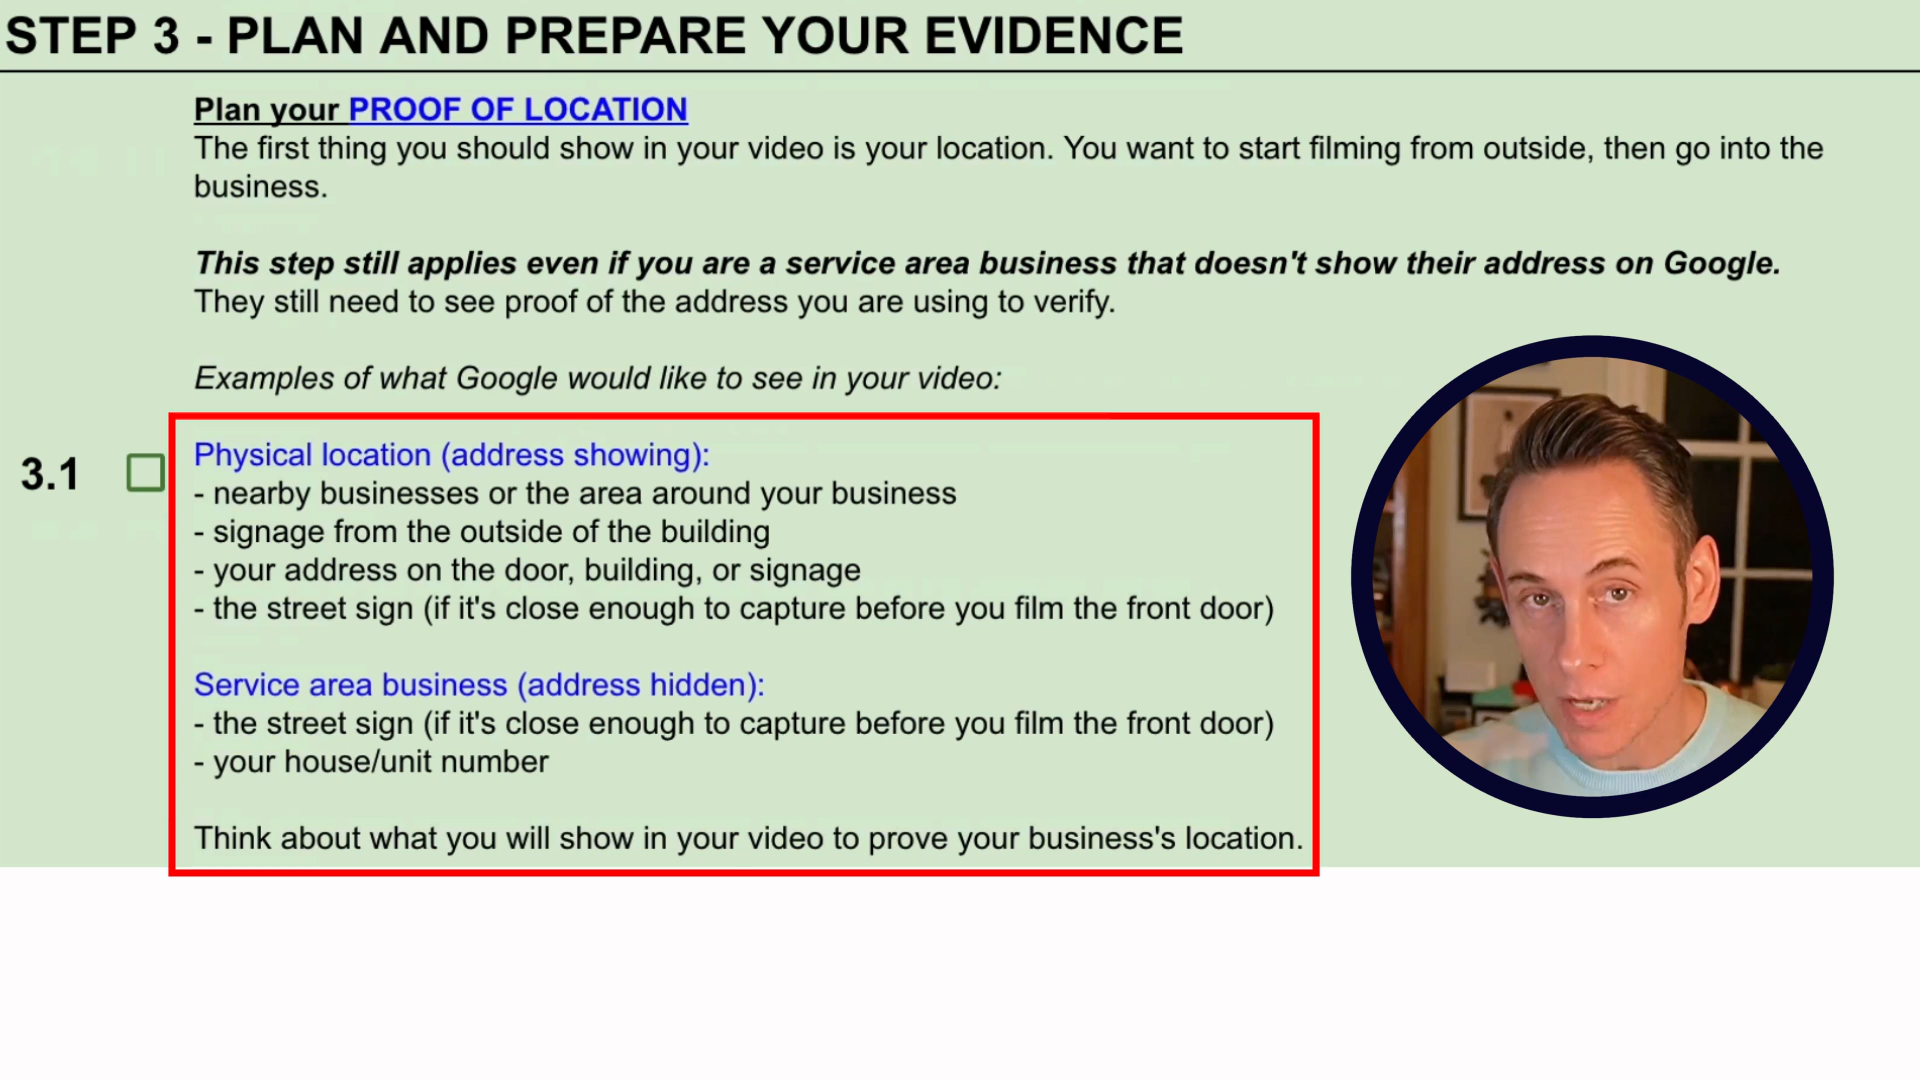 STEP 3 - PLAN AND PREPARE YOUR EVIDENCE
Plan your PROOF OF LOCATION
The first thing you should show in your video is your location. You want to start filming from outside, then go into the
business.
This step still applies even if you are a service area business that doesn't show their address on Google.
They still need to see proof of the address you are using to verify.
Examples of what Google would like to see in your video:
3.1
Physical location (address showing):
- nearby businesses or the area around your business
- signage from the outside of the building
- your address on the door, building, or signage
- the street sign (if it's close enough to capture before you film the front door)
Service area business (address hidden):
- the street sign (if it's close enough to capture before you film the front door)
- your house/unit number
Think about what you will show in your video to prove your business's location.